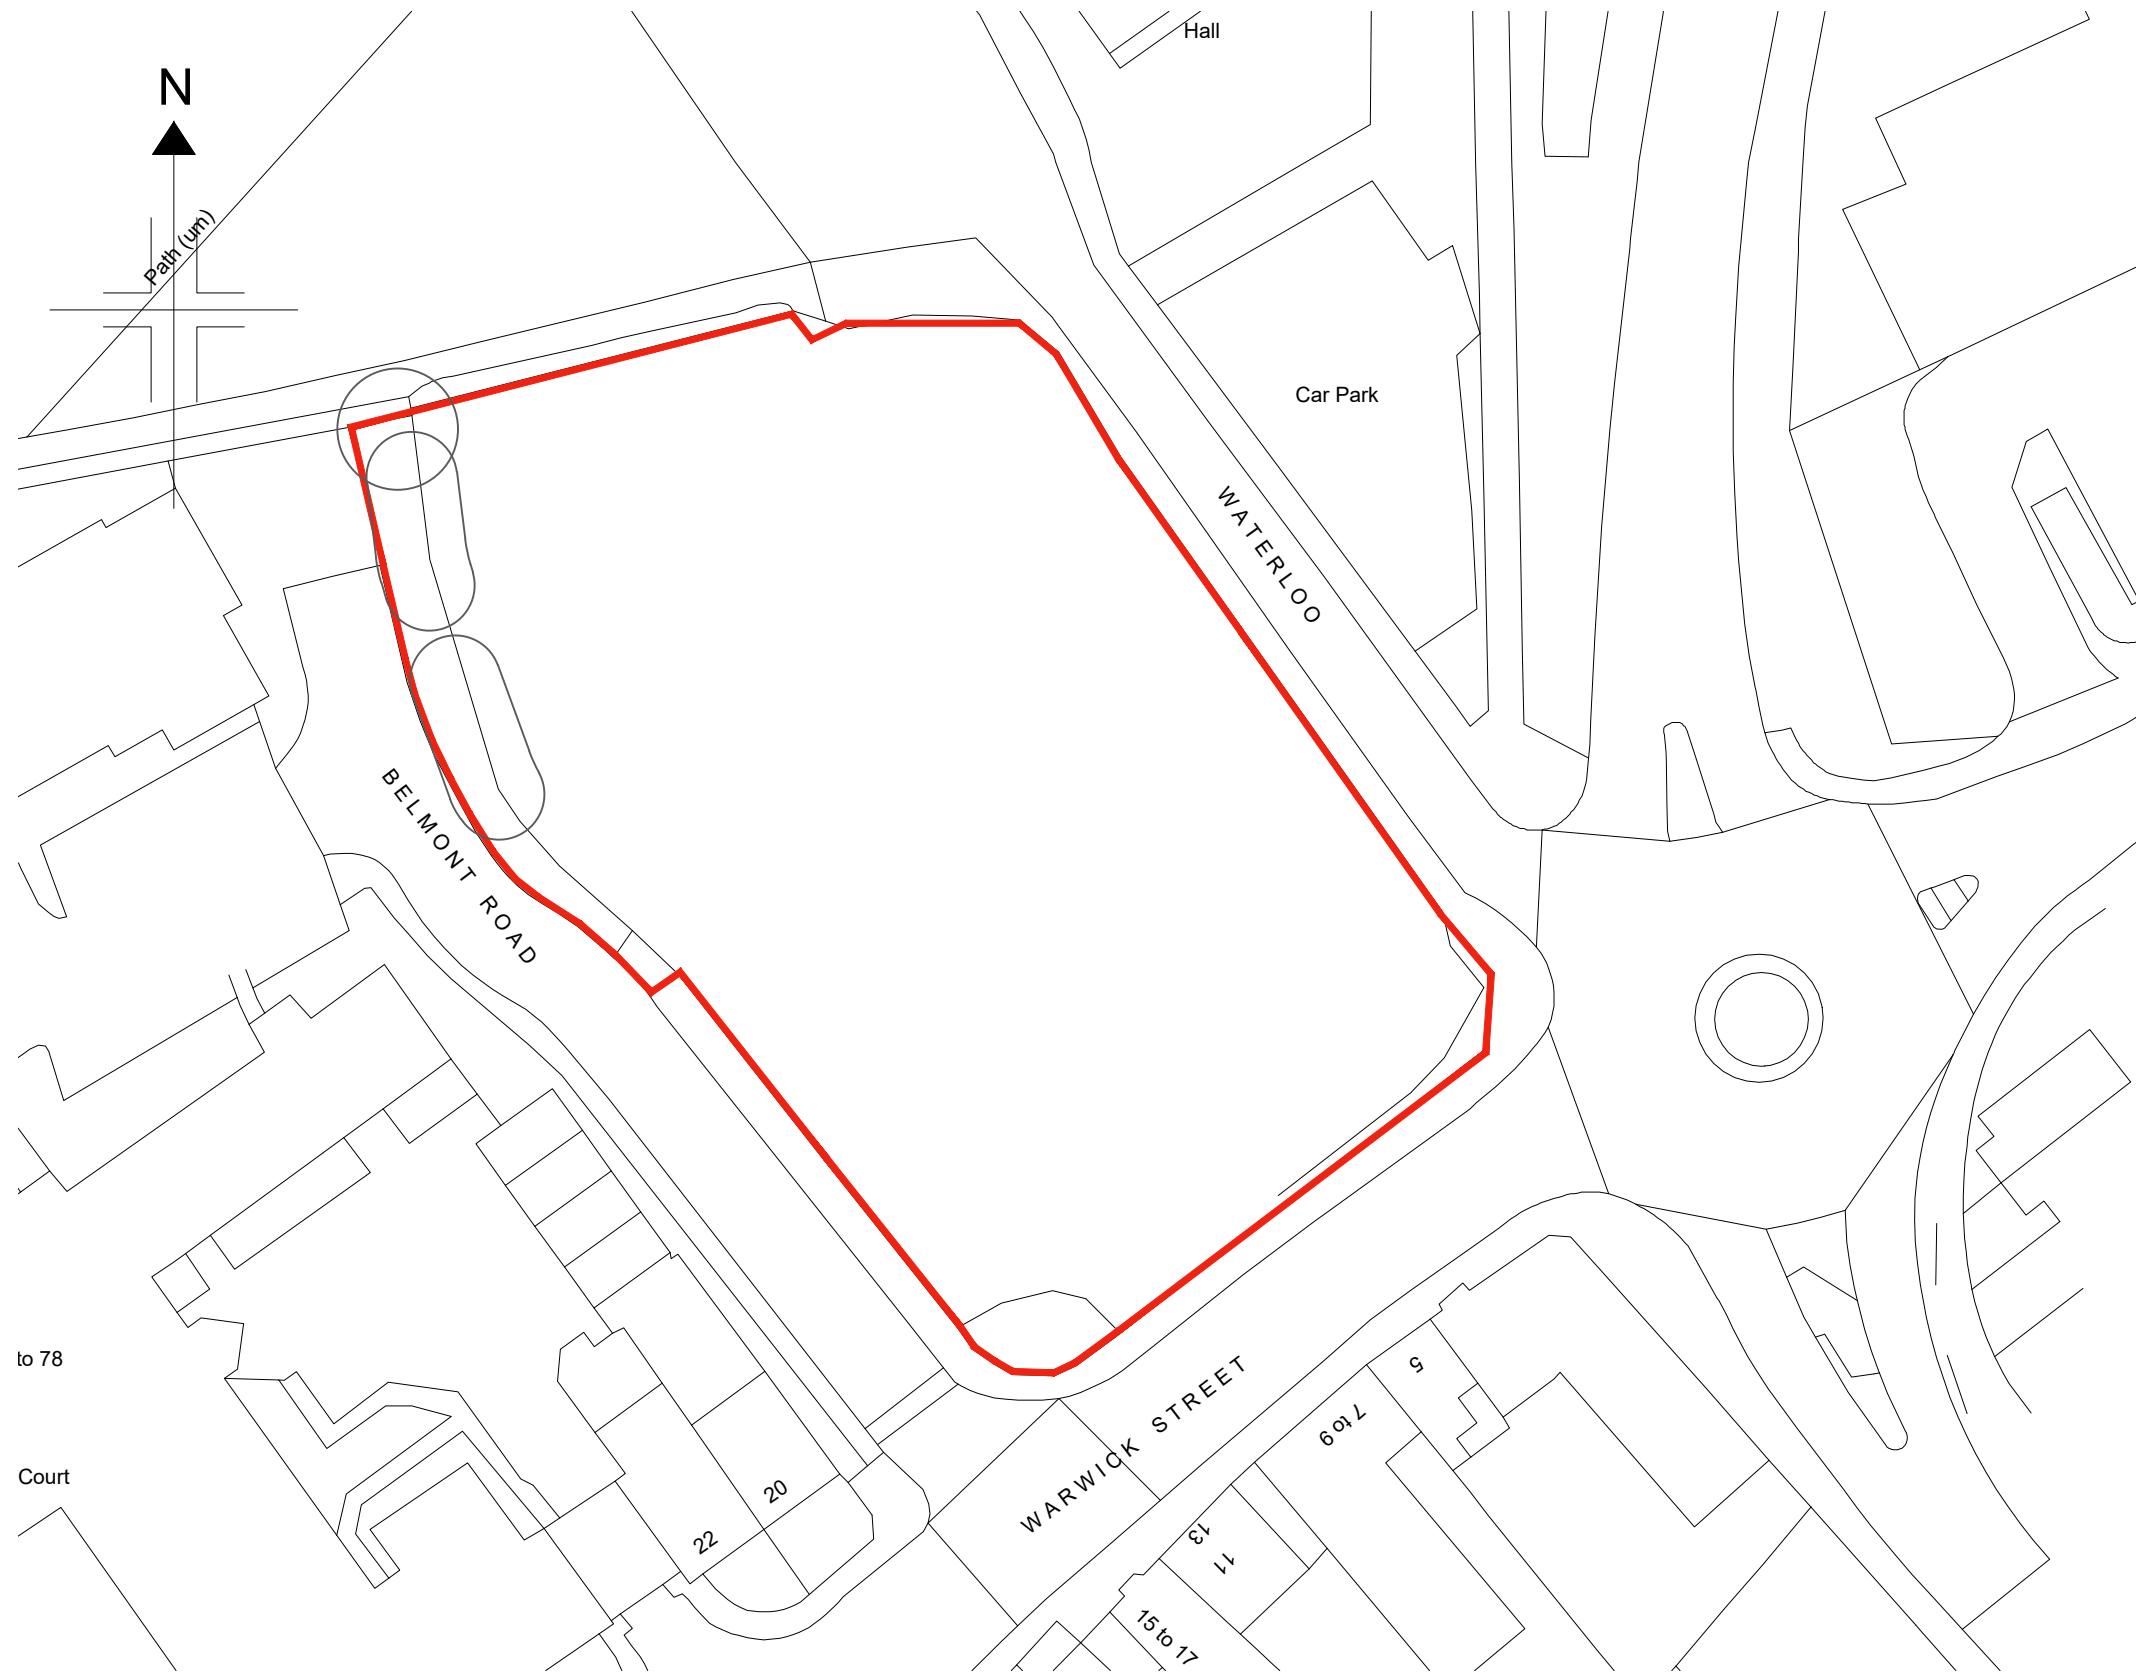 Hall
N
Path (um)
Car Park
WATERLOO
BELMONT ROAD
to 78
5
7 to 9
WARWICK STREET
Court
20
22
13
11
15 to 17